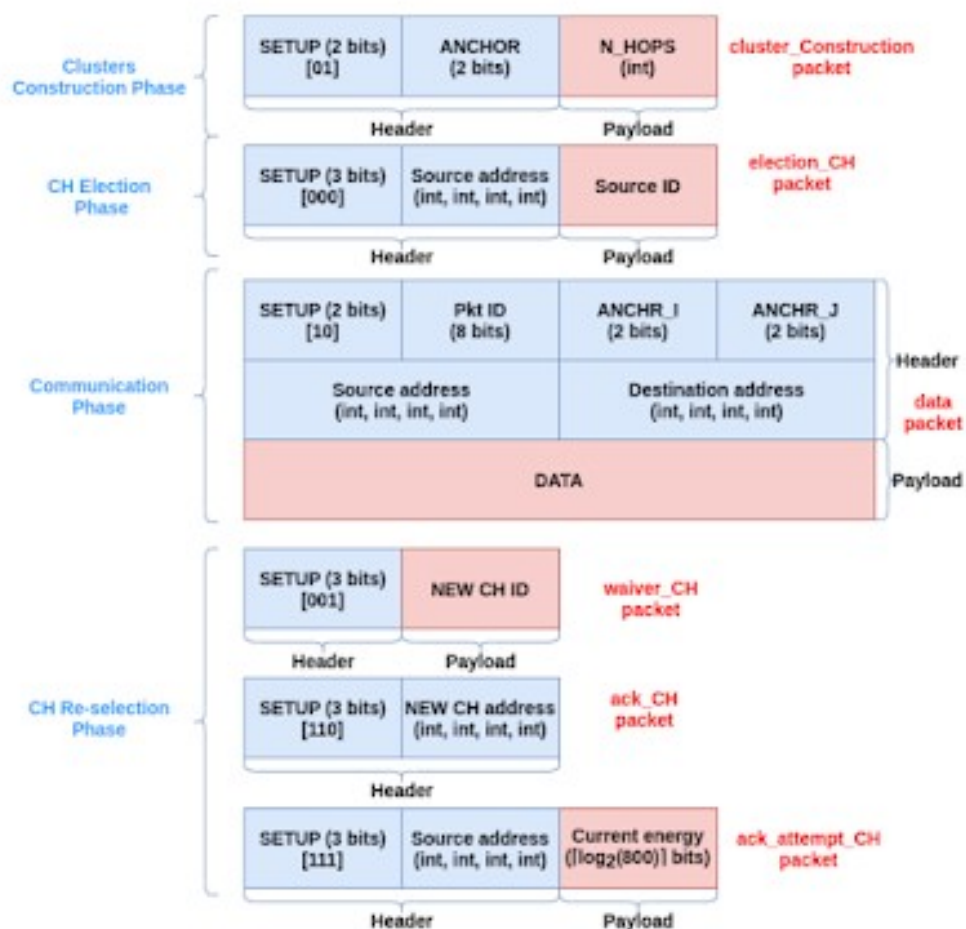 SETUP (2 bits)
[01]
ANCHOR
(2 bits)
N_HOPS
(int)
cluster_Construction
packet
Clusters
Construction Phase
Header
Payload
SETUP (3 bits)
[000]
Source address
(int, int, int, int)
Source ID
election_CH
packet
CH Election
Phase
Header
Payload
SETUP (2 bits)
[10]
Pkt ID
(8 bits)
ANCHR_I
(2 bits)
ANCHR_J
(2 bits)
Header
Communication
Phase
Source address
(int, int, int, int)
Destination address
(int, int, int, int)
data
packet
DATA
Payload
SETUP (3 bits)
[001]
NEW CH ID
waiver_CH
packet
Header
Payload
CH Re-selection
Phase
SETUP (3 bits)
[110]
NEW CH address
(int, int, int, int)
ack_CH
packet
Header
SETUP (3 bits)
[111]
Source address
(int, int, int, int)
Current energy
(⌈log₂(800)⌉ bits)
ack_attempt_CH
packet
Header
Payload